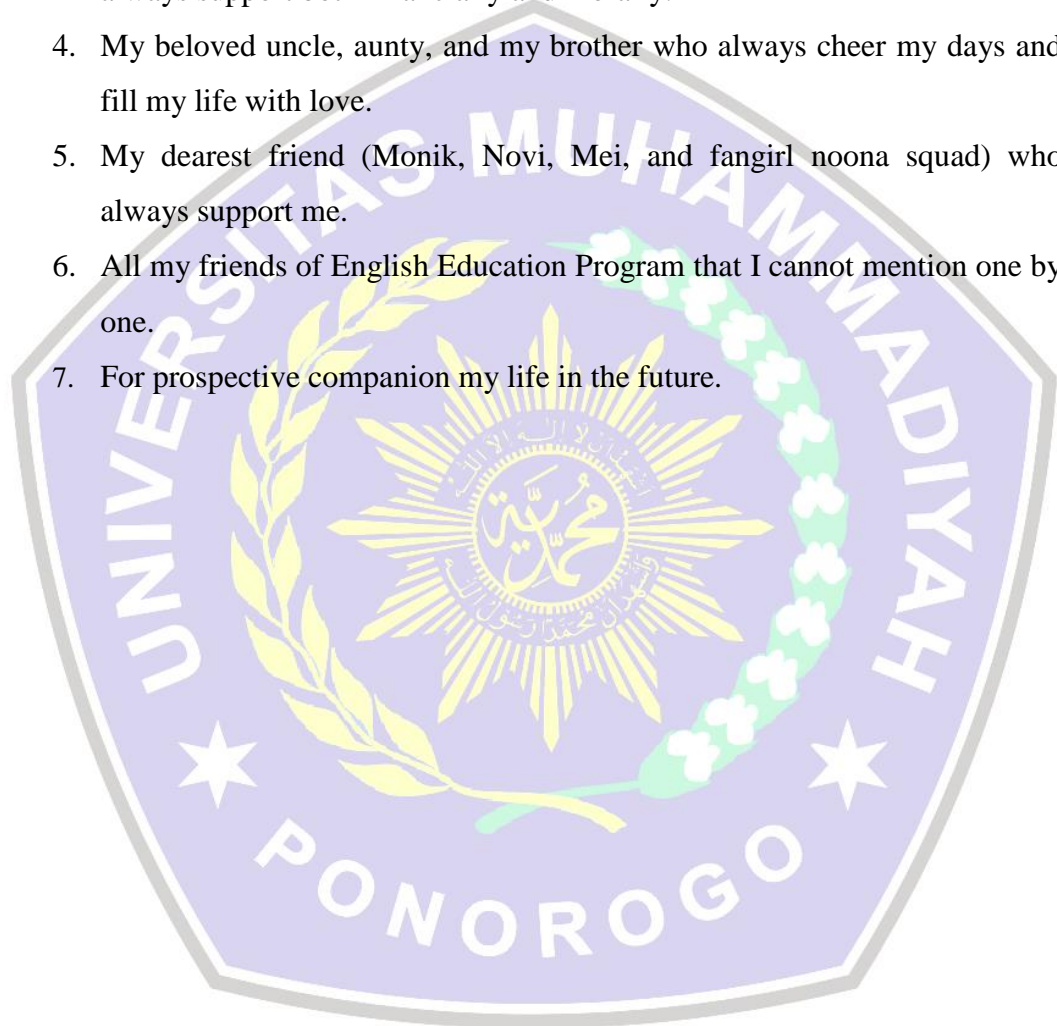 4. My beloved uncle, aunty, and my brother who always cheer my days and
fill my life with love.
5. My dearest friend (Monik, Novi, Mei, and fangirl noona squad) who
always support me.
6. All my friends of English Education Program that I cannot mention one by
one.
7. For prospective companion my life in the future.
UNIVERSITAS MUHAMMADIYAH
PONOROGO
محمدية